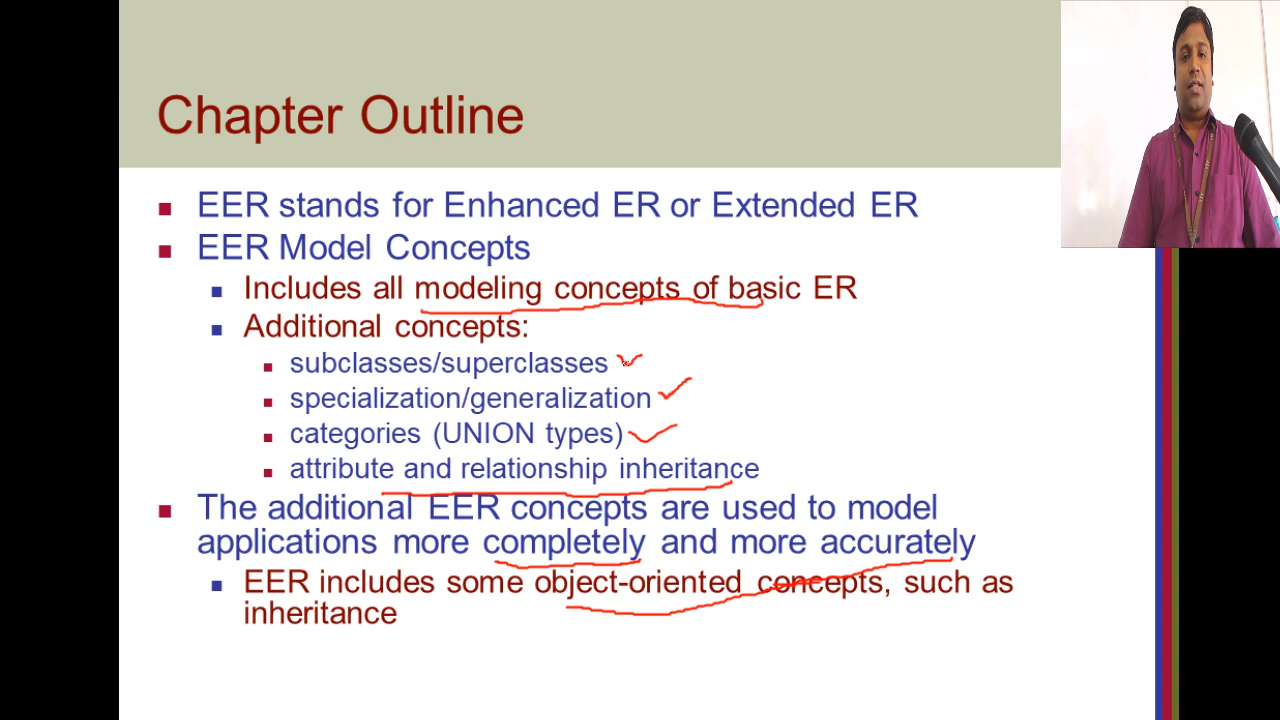 Chapter Outline
EER stands for Enhanced ER or Extended ER
EER Model Concepts
Includes all modeling concepts of basic ER
Additional concepts:
subclasses/superclasses
specialization/generalization
categories (UNION types)
attribute and relationship inheritance
The additional EER concepts are used to model
applications more completely and more accurately
EER includes some object-oriented concepts, such as
inheritance